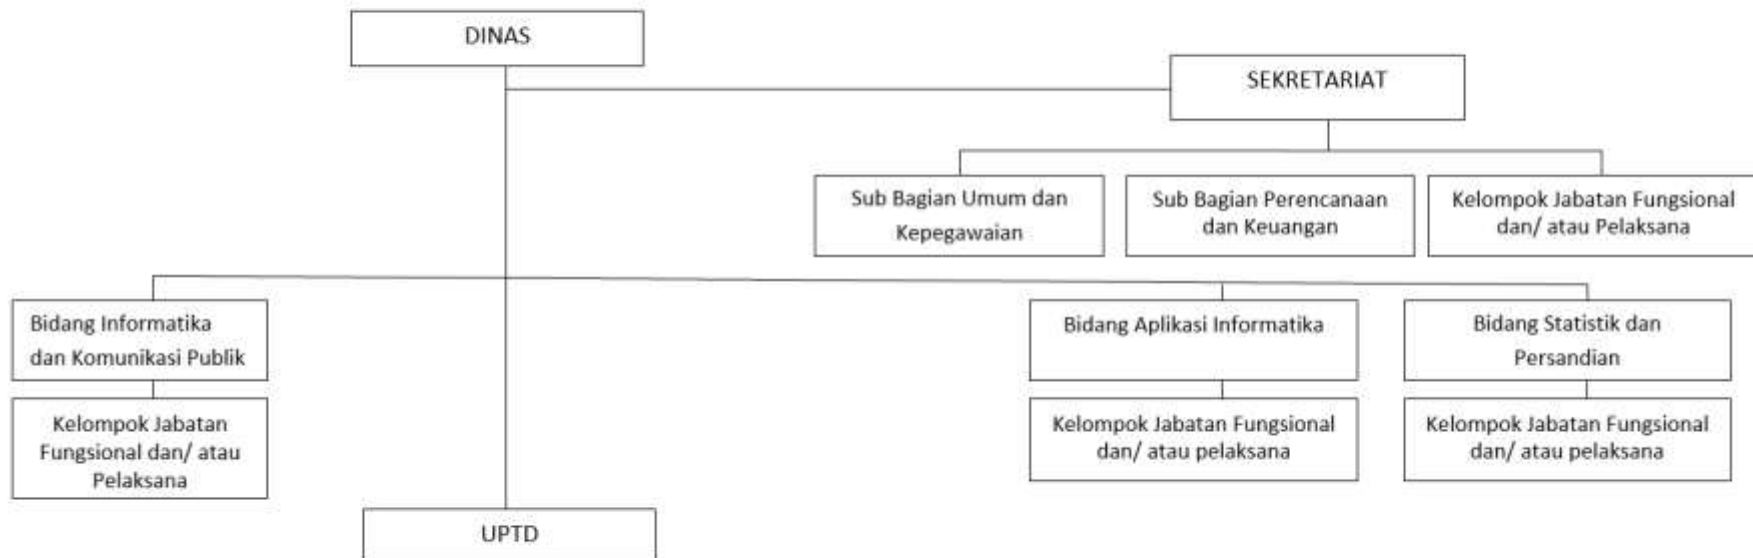 DINAS
SEKRETARIAT
Sub Bagian Umum dan
Kepegawaian
Sub Bagian Perencanaan
dan Keuangan
Kelompok Jabatan Fungsional
dan/ atau Pelaksana
Bidang Informatika
dan Komunikasi Publik
Bidang Aplikasi Informatika
Bidang Statistik dan
Persandian
Kelompok Jabatan
Fungsional dan/ atau
Pelaksana
Kelompok Jabatan Fungsional
dan/ atau pelaksana
Kelompok Jabatan Fungsional
dan/ atau pelaksana
UPTD